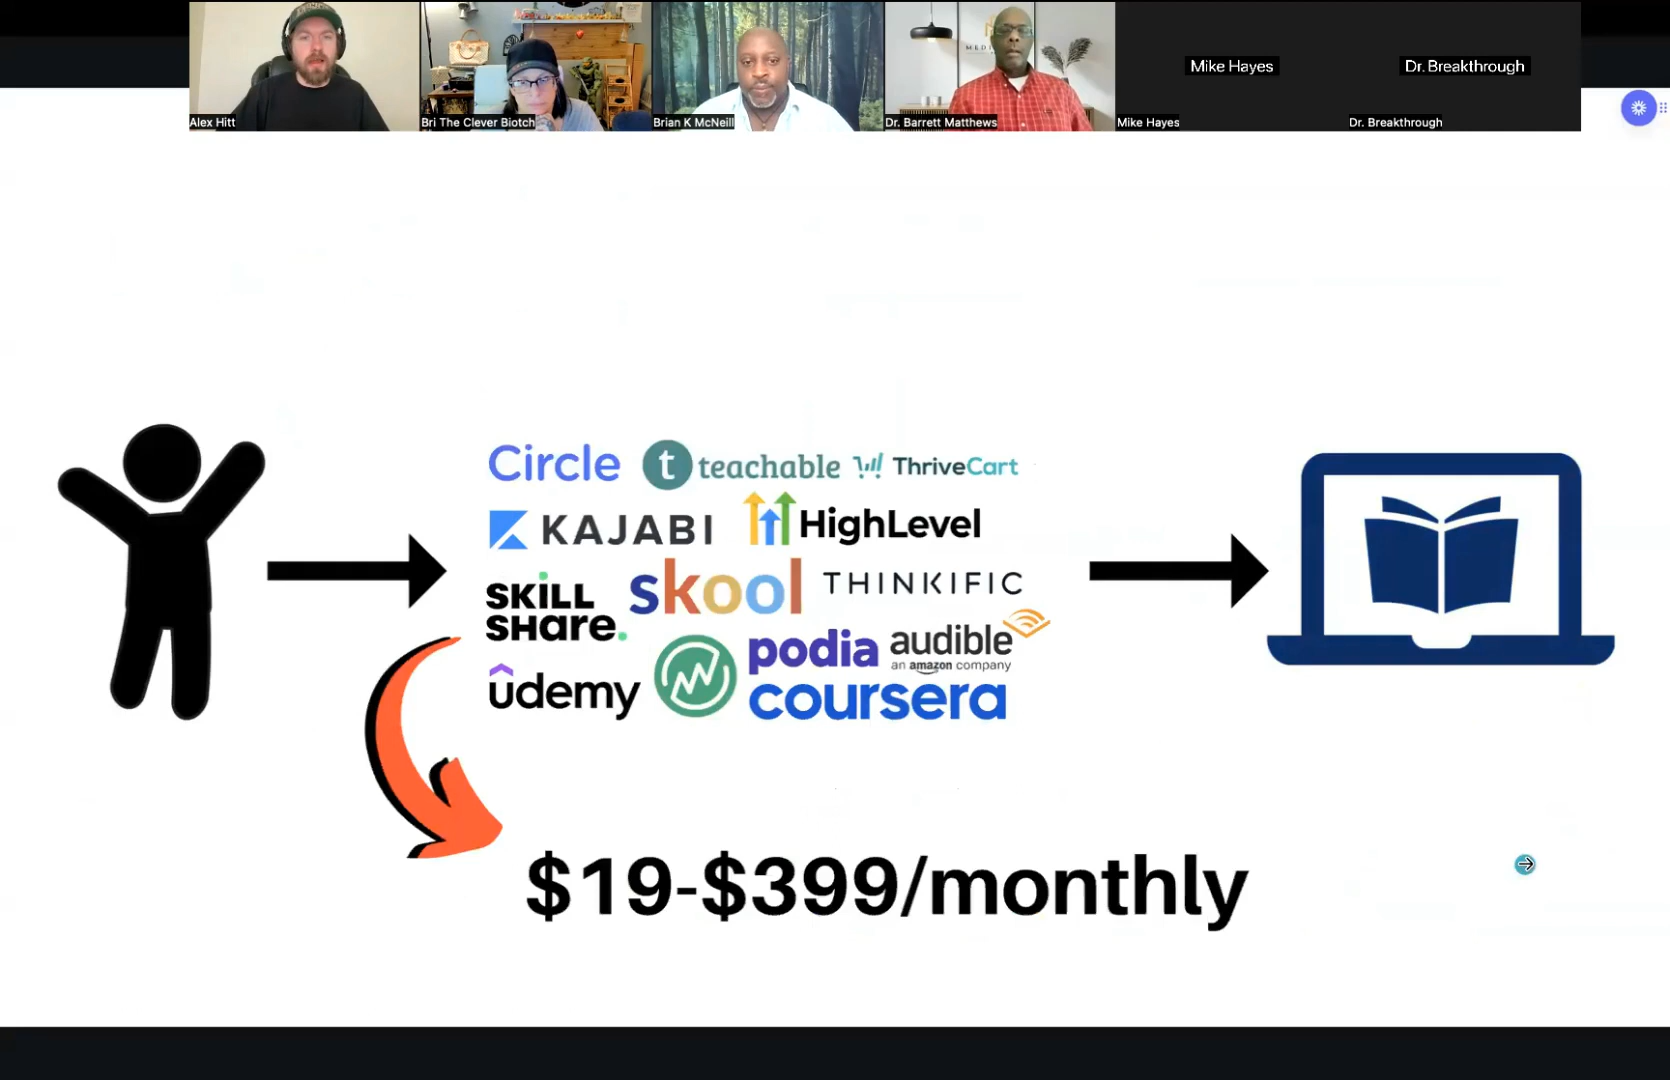 Mike Hayes
Dr. Breakthrough
Alex Hitt
Bri The Clever Biotch
Brian K McNeill
Dr. Barrett Matthews
Mike Hayes
Dr. Breakthrough
Circle
t teachable
ThriveCart
KAJABI
HighLevel
SKiLL
SHare.
skool
THINKIFIC
podia
audible
an amazon company
udemy
coursera
$19-$399/monthly